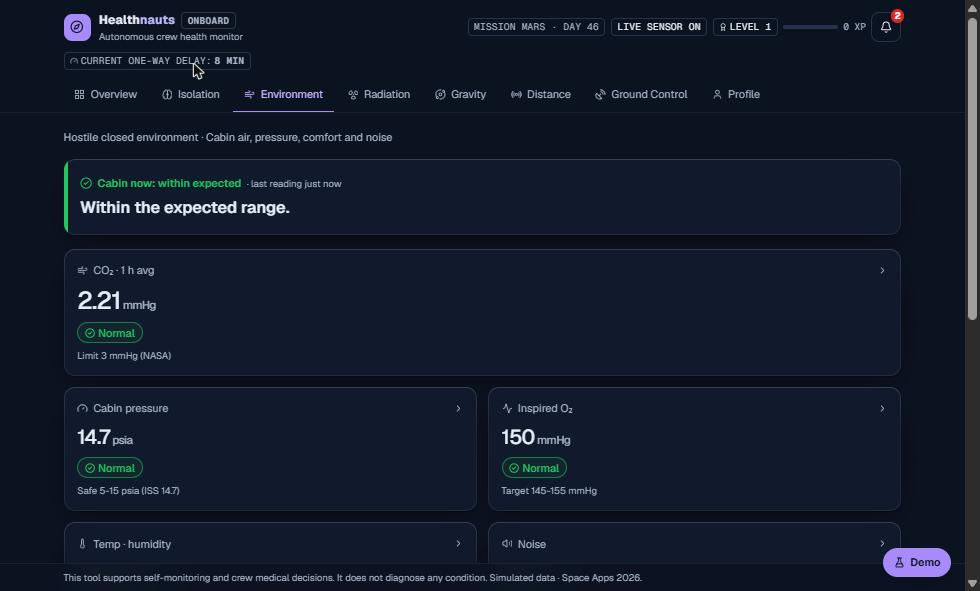 Healthnauts ONBOARD
Autonomous crew health monitor
MISSION MARS · DAY 46
LIVE SENSOR ON
LEVEL 1
0 XP
2
CURRENT ONE-WAY DELAY: 8 MIN
Overview
Isolation
Environment
Radiation
Gravity
Distance
Ground Control
Profile
Hostile closed environment · Cabin air, pressure, comfort and noise
Cabin now: within expected · last reading just now
Within the expected range.
CO₂ · 1 h avg
2.21 mmHg
Normal
Limit 3 mmHg (NASA)
Cabin pressure
14.7 psia
Normal
Safe 5-15 psia (ISS 14.7)
Inspired O₂
150 mmHg
Normal
Target 145-155 mmHg
Temp · humidity
Noise
Demo
This tool supports self-monitoring and crew medical decisions. It does not diagnose any condition. Simulated data · Space Apps 2026.